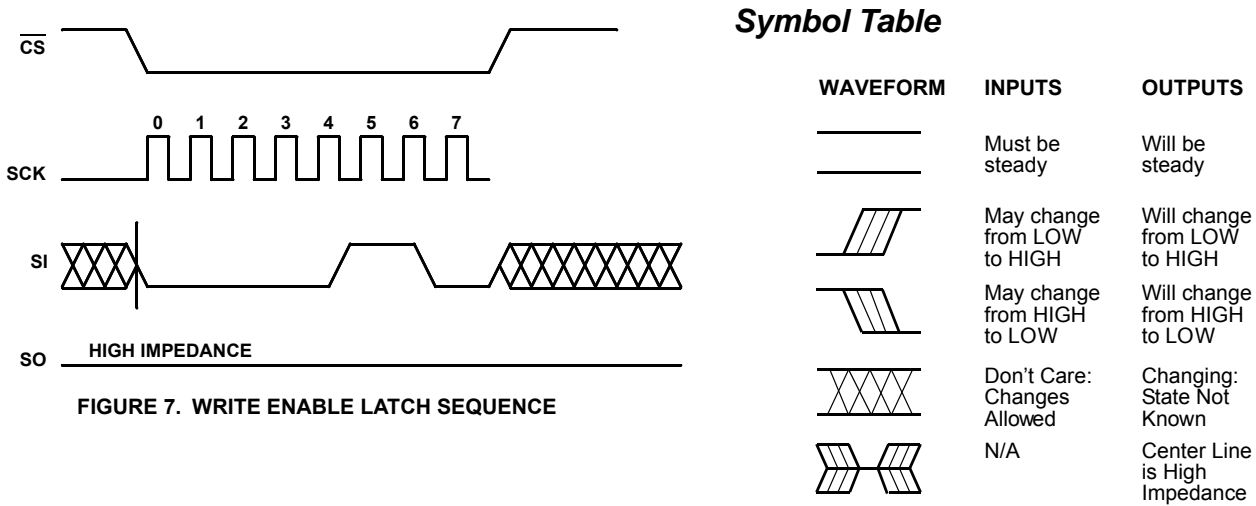 CS
0 1 2 3 4 5 6 7
SCK
SI
SO
HIGH IMPEDANCE
FIGURE 7. WRITE ENABLE LATCH SEQUENCE
Symbol Table
WAVEFORM INPUTS OUTPUTS
Must be
steady
Will be
steady
May change
from LOW
to HIGH
Will change
from LOW
to HIGH
May change
from HIGH
to LOW
Will change
from HIGH
to LOW
Don't Care:
Changes
Allowed
Changing:
State Not
Known
N/A
Center Line
is High
Impedance